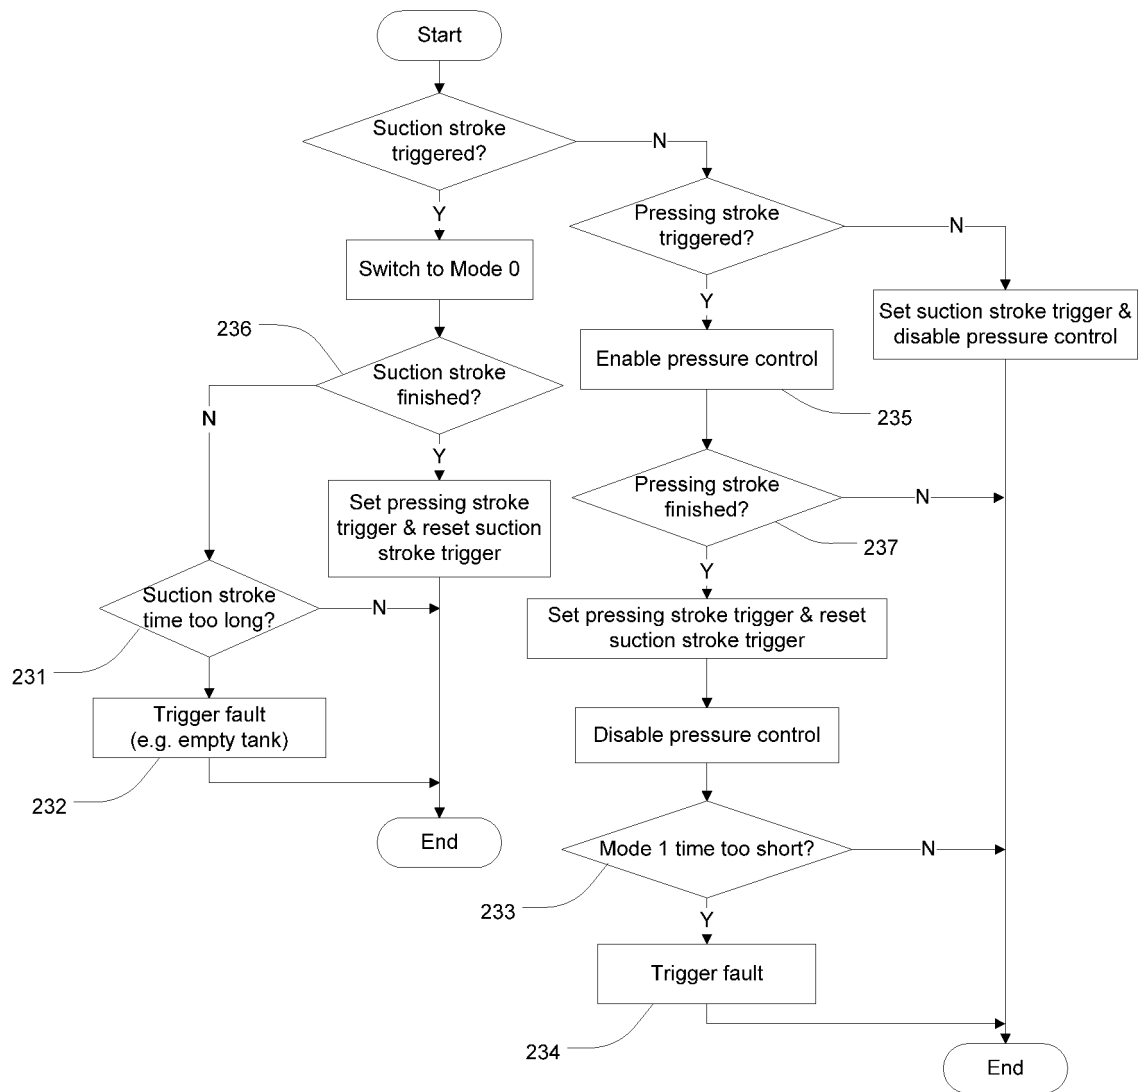 Start
Suction stroke
triggered?
N
Y
Pressing stroke
triggered?
N
Switch to Mode 0
Y
Set suction stroke trigger &
disable pressure control
236
Enable pressure control
Suction stroke
finished?
N
235
Y
Pressing stroke
finished?
N
Set pressing stroke
trigger & reset suction
stroke trigger
237
Y
Suction stroke
time too long?
N
Set pressing stroke trigger & reset
suction stroke trigger
231
Trigger fault
(e.g. empty tank)
Disable pressure control
232
End
Mode 1 time too short?
N
233
Y
Trigger fault
234
End